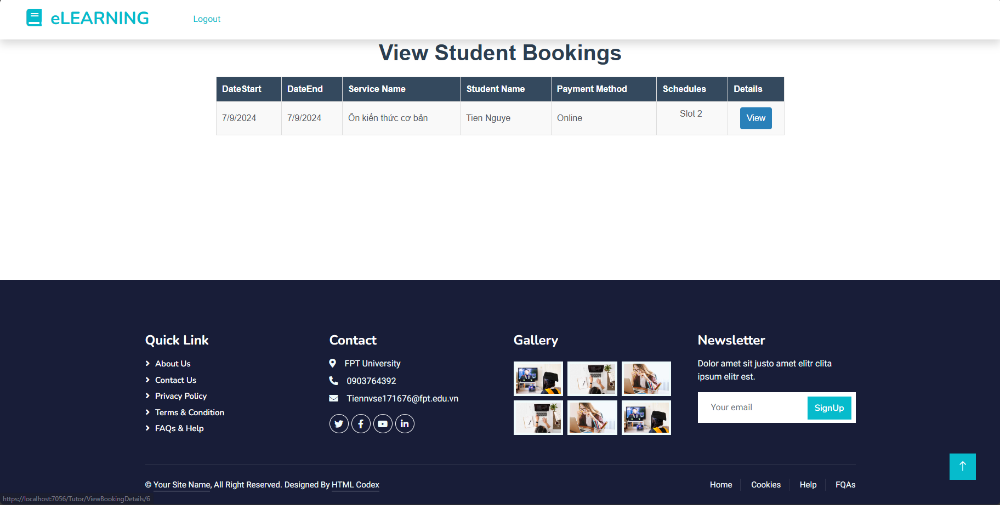 eLEARNING
Logout
View Student Bookings
DateStart DateEnd Service Name Student Name Payment Method Schedules Details
7/9/2024 7/9/2024 Ôn kiến thức cơ bản Tien Nguye Online Slot 2 View
Quick Link
About Us
Contact Us
Privacy Policy
Terms & Condition
FAQs & Help
Contact
FPT University
0903764392
Tiennvse171676@fpt.edu.vn
Gallery
Newsletter
Dolor amet sit justo amet elitr clita
ipsum elitr est.
Your email SignUp
© Your Site Name, All Right Reserved. Designed By HTML Codex
Home Cookies Help FQAs
https://localhost:7056/Tutor/ViewBookingDetails/6